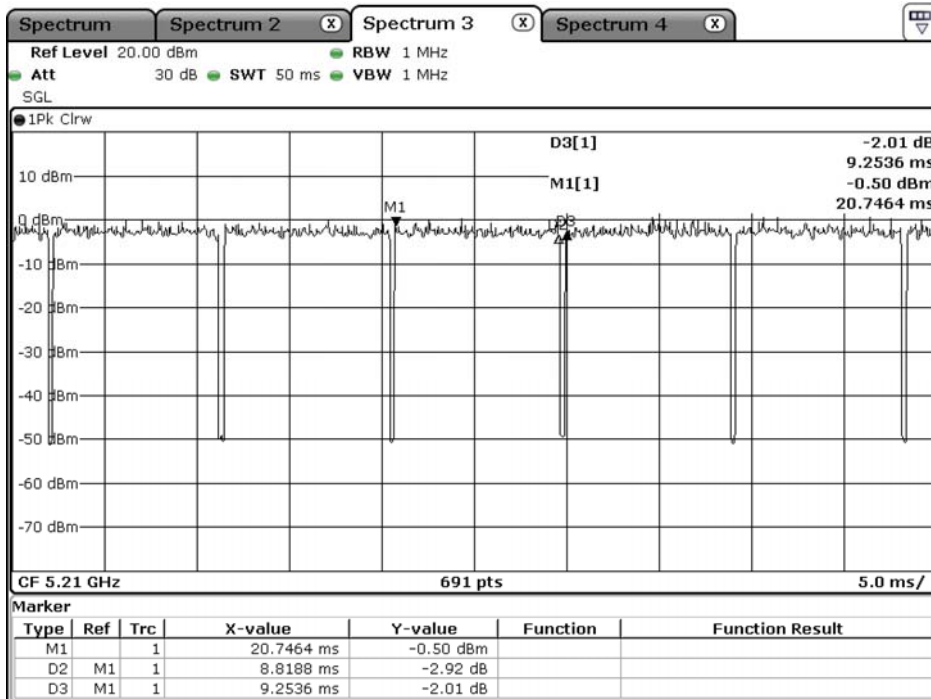 Spectrum Spectrum 2 X Spectrum 3 X Spectrum 4 X
Ref Level 20.00 dBm RBW 1 MHz
Att 30 dB SWT 50 ms VBW 1 MHz
SGL
1Pk Clrw
D3[1] -2.01 dB
9.2536 ms
10 dBm
M1[1] -0.50 dBm
20.7464 ms
M1
0 dBm
D3
-10 dBm
-20 dBm
-30 dBm
-40 dBm
-50 dBm
-60 dBm
-70 dBm
CF 5.21 GHz 691 pts 5.0 ms/
Marker
Type Ref Trc X-value Y-value Function Function Result
M1 1 20.7464 ms -0.50 dBm
D2 M1 1 8.8188 ms -2.92 dB
D3 M1 1 9.2536 ms -2.01 dB